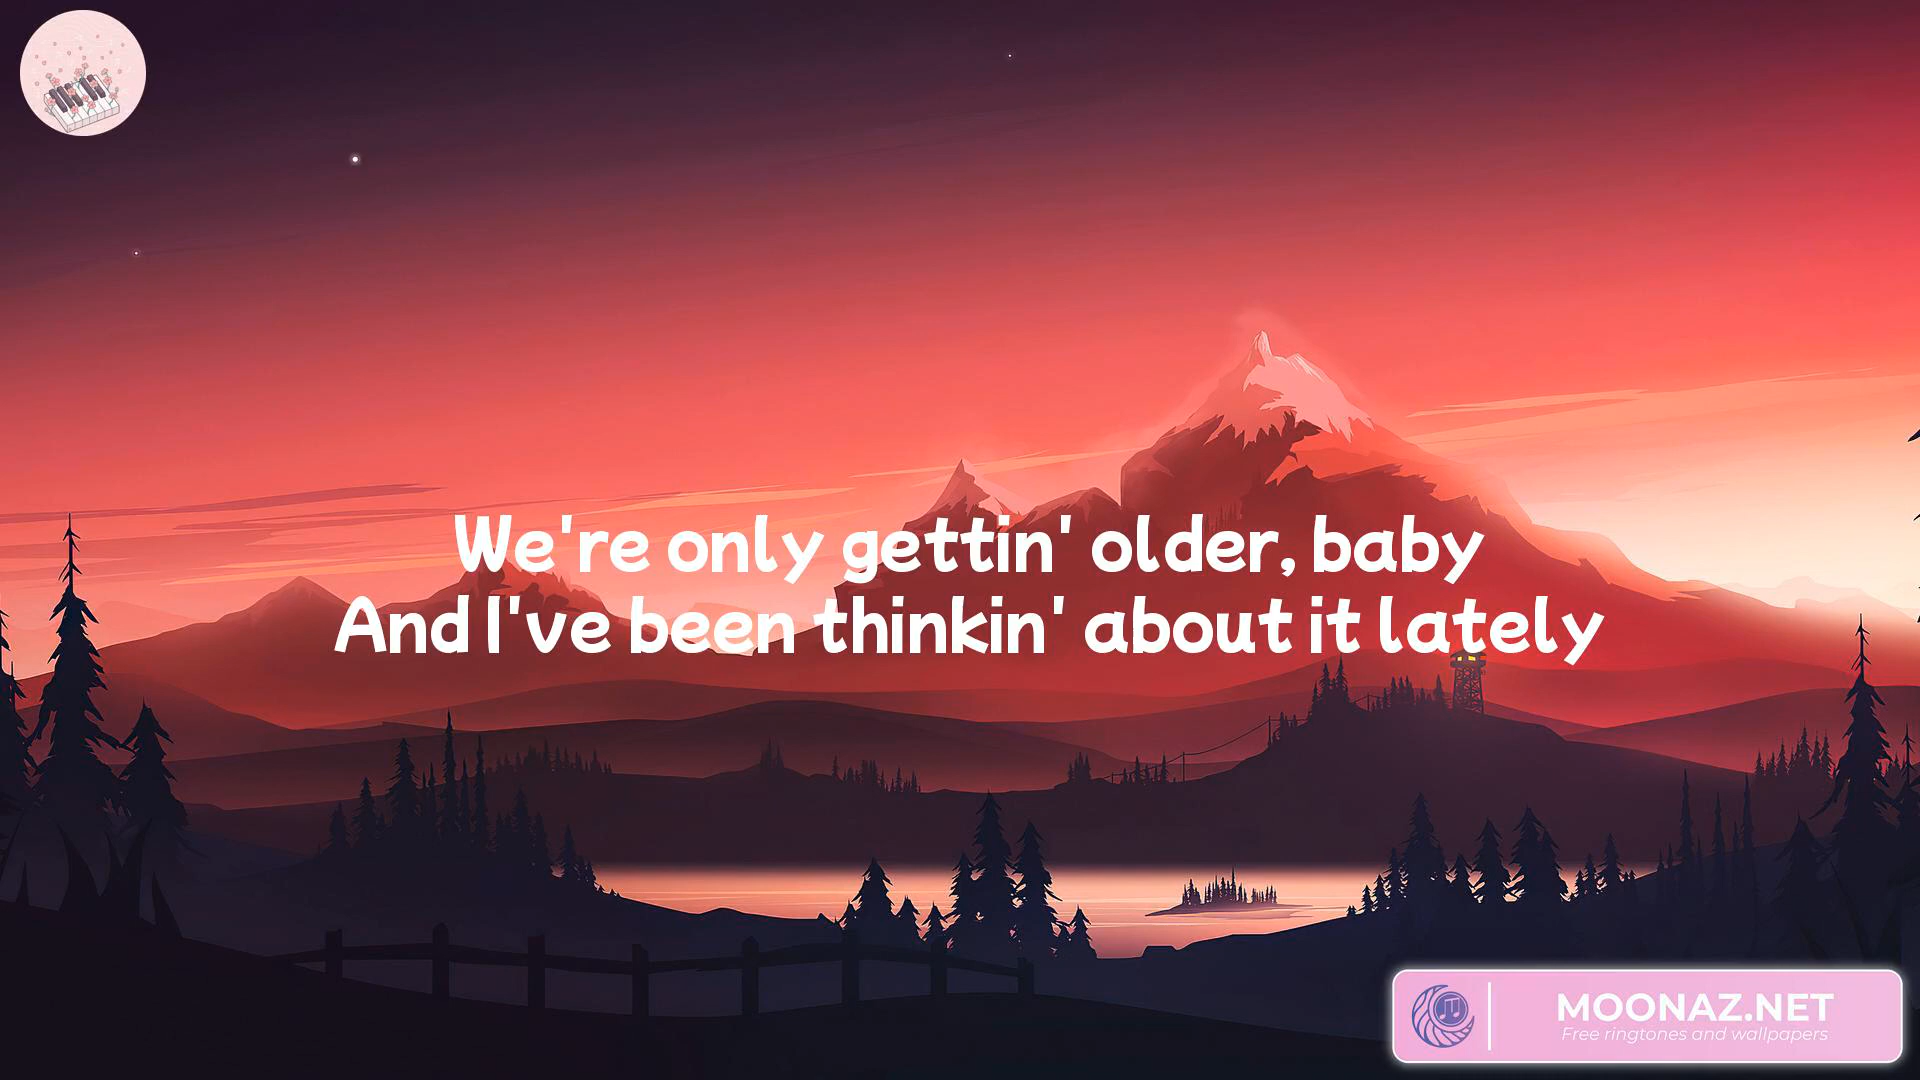 We're only gettin' older, baby
And I've been thinkin' about it lately
MOONAZ.NET
Free ringtones and wallpapers